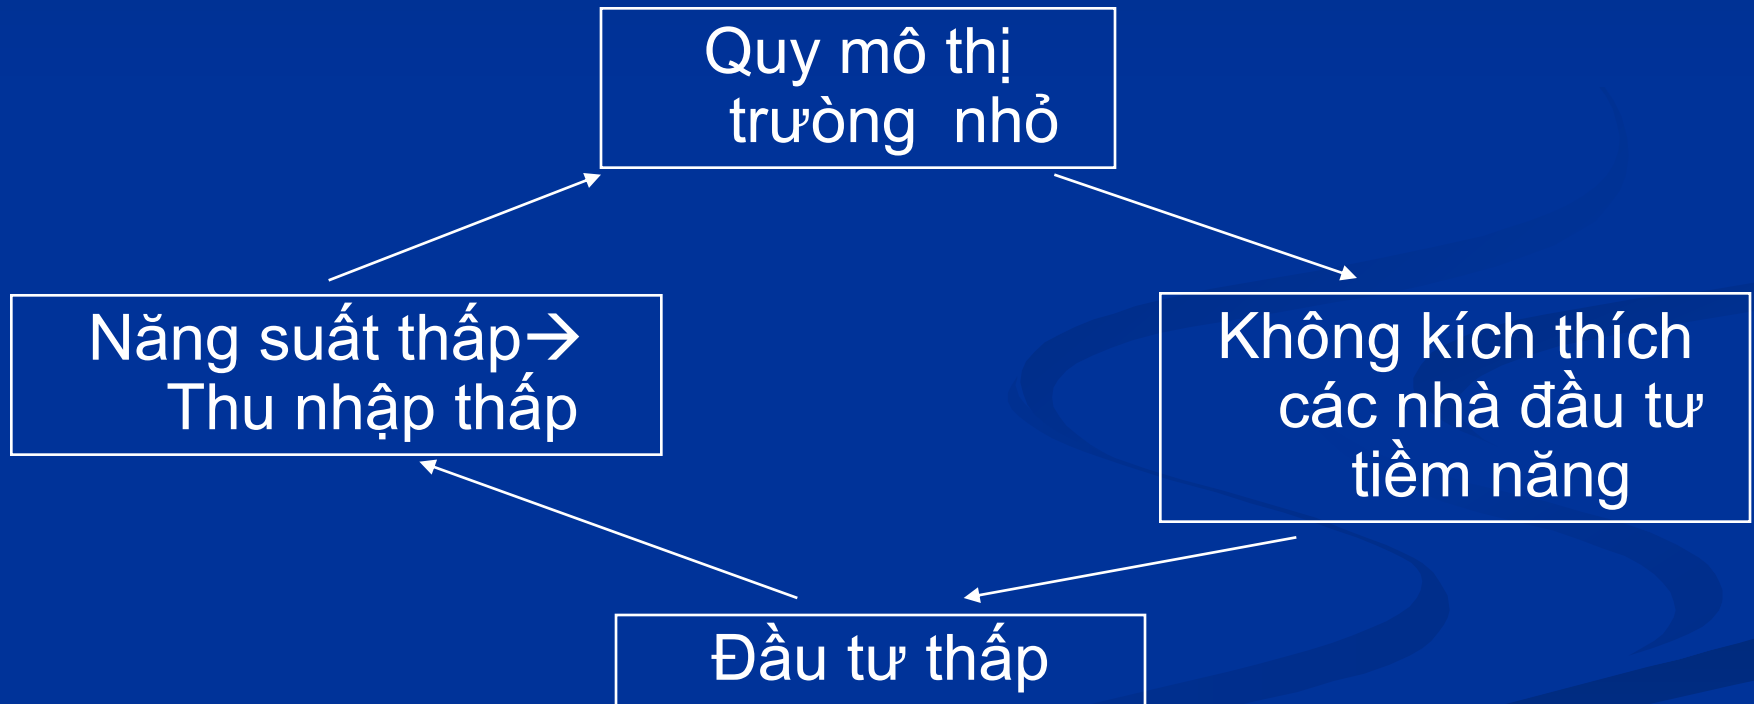 Quy mô thị
trưòng nhỏ
Năng suất thấp→
Thu nhập thấp
Không kích thích
các nhà đầu tư
tiềm năng
Đầu tư thấp